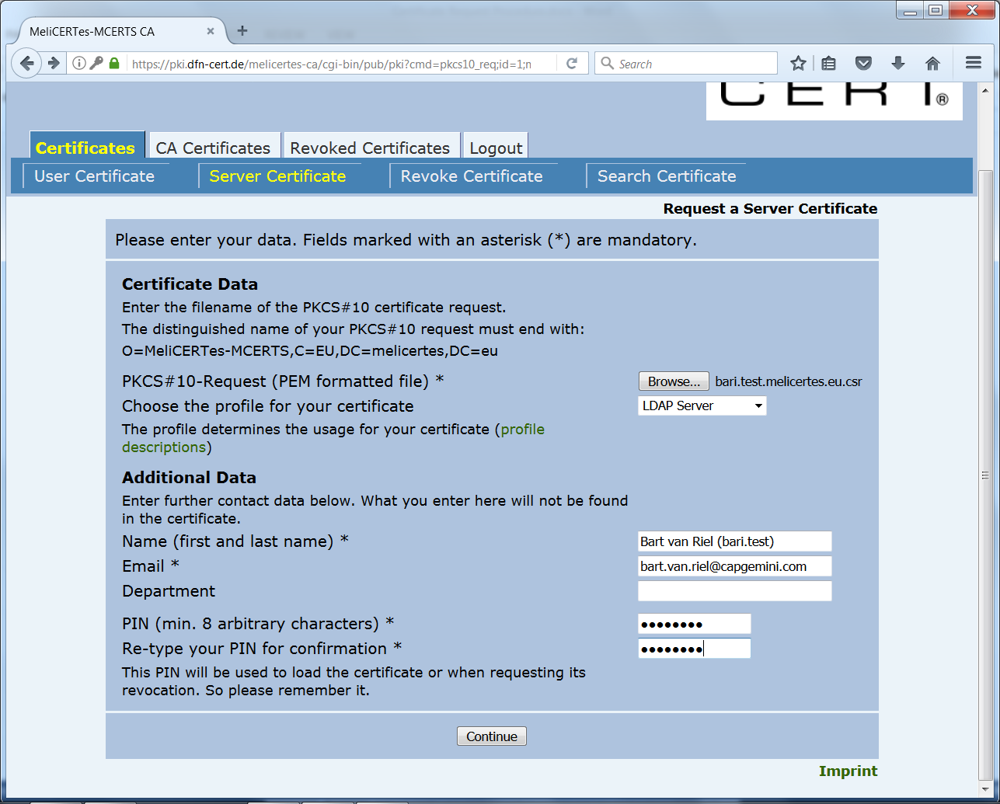 MeliCERTes-MCERTS CA
https://pki.dfn-cert.de/melicertes-ca/cgi-bin/pub/pki?cmd=pkcs10_req;id=1;n
Search
CERT®
Certificates CA Certificates Revoked Certificates Logout
User Certificate Server Certificate Revoke Certificate Search Certificate
Request a Server Certificate
Please enter your data. Fields marked with an asterisk (*) are mandatory.
Certificate Data
Enter the filename of the PKCS#10 certificate request.
The distinguished name of your PKCS#10 request must end with:
O=MeliCERTes-MCERTS,C=EU,DC=melicertes,DC=eu
PKCS#10-Request (PEM formatted file) * Browse... bari.test.melicertes.eu.csr
Choose the profile for your certificate LDAP Server
The profile determines the usage for your certificate (profile
descriptions)
Additional Data
Enter further contact data below. What you enter here will not be found
in the certificate.
Name (first and last name) * Bart van Riel (bari.test)
Email * bart.van.riel@capgemini.com
Department
PIN (min. 8 arbitrary characters) * ●●●●●●●●
Re-type your PIN for confirmation * ●●●●●●●●
This PIN will be used to load the certificate or when requesting its
revocation. So please remember it.
Continue
Imprint